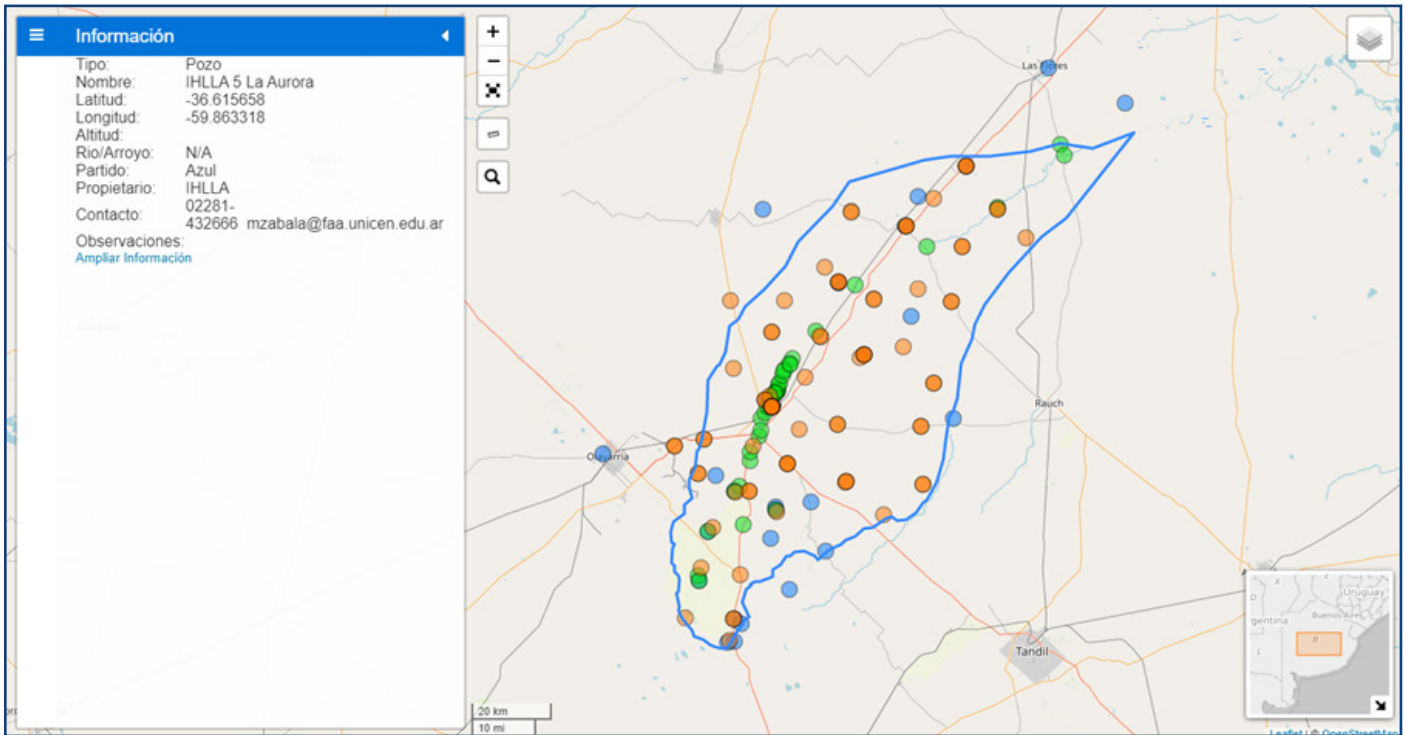 Información
Tipo: Pozo
Nombre: IHLLA 5 La Aurora
Latitud: -36.615658
Longitud: -59.863318
Altitud:
Rio/Arroyo: N/A
Partido: Azul
Propietario: IHLLA
Contacto: 02281-
432666 mzabala@faa.unicen.edu.ar
Observaciones:
Ampliar Información
+
−
Las Flores
Rauch
Olavarría
Tandil
Uruguay
Buenos Aires
gentina
20 km
10 mi
Leaflet | © OpenStreetMap